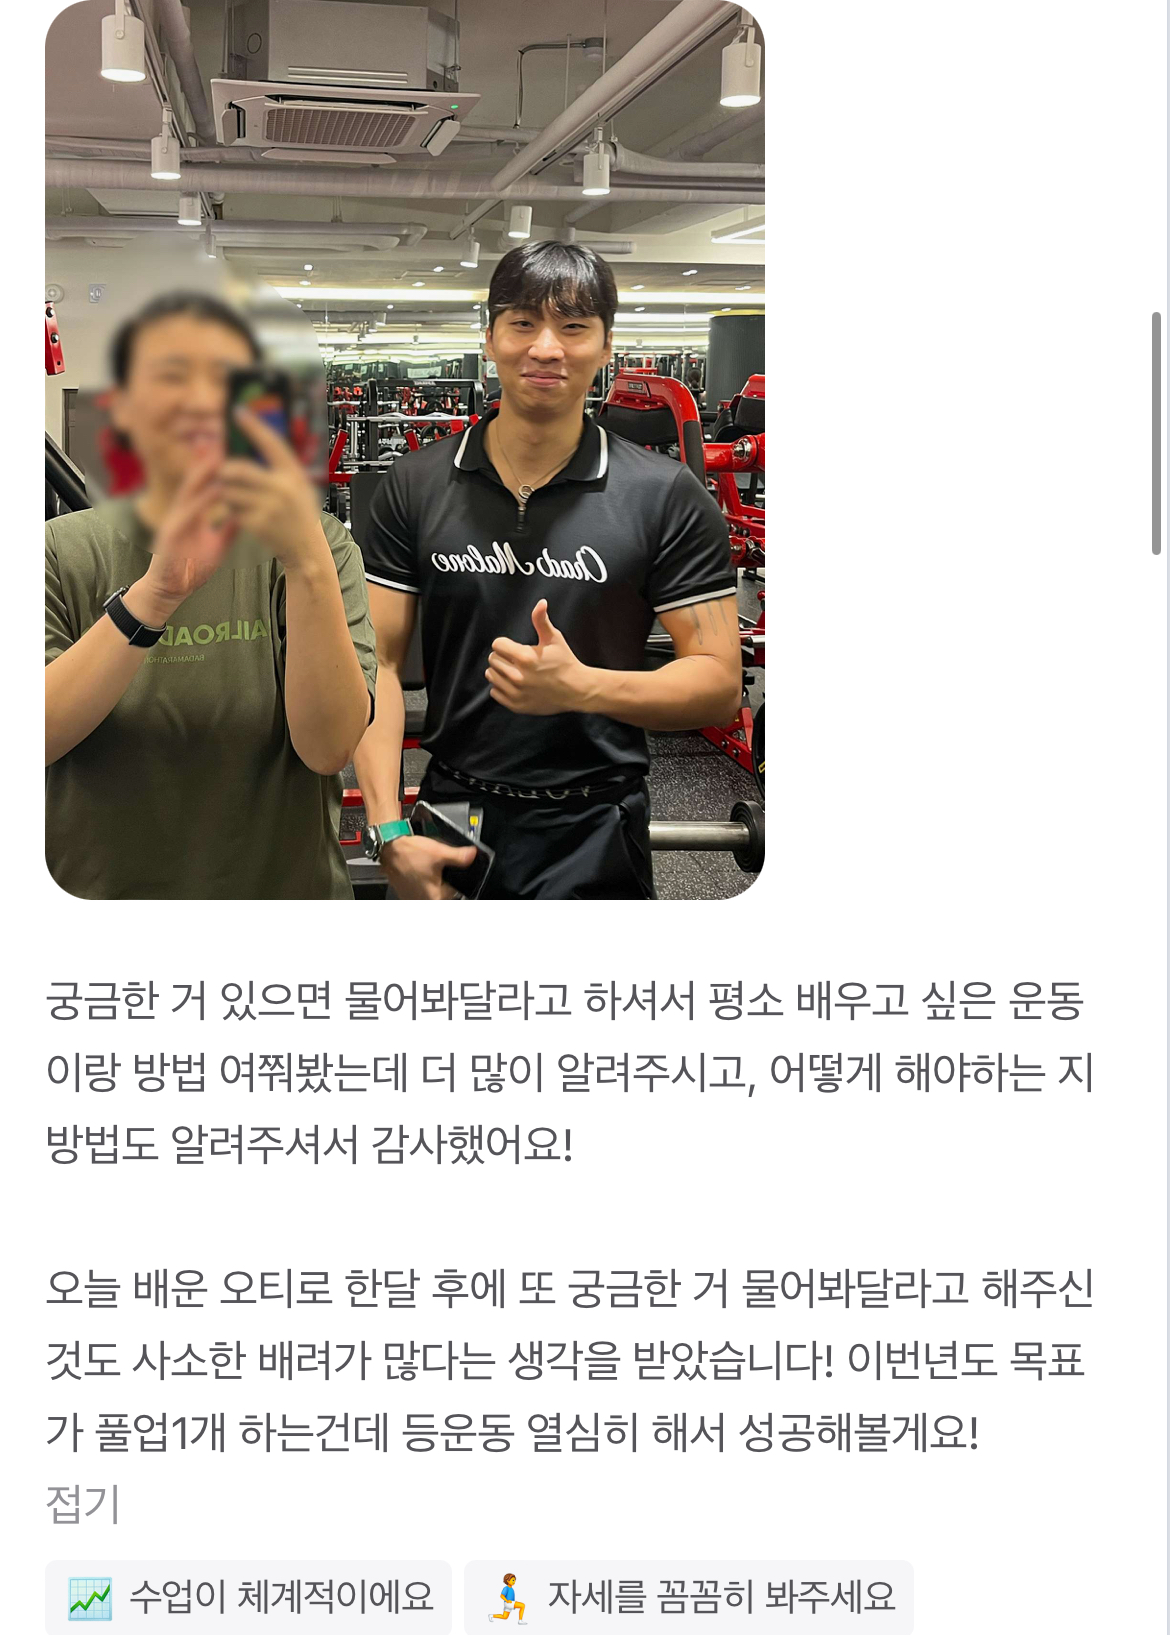 Chad Malone
AILROAD
궁금한 거 있으면 물어봐달라고 하셔서 평소 배우고 싶은 운동
이랑 방법 여쭤봤는데 더 많이 알려주시고, 어떻게 해야하는 지
방법도 알려주셔서 감사했어요!
오늘 배운 오티로 한달 후에 또 궁금한 거 물어봐달라고 해주신
것도 사소한 배려가 많다는 생각을 받았습니다! 이번년도 목표
가 풀업1개 하는건데 등운동 열심히 해서 성공해볼게요!
접기
수업이 체계적이에요
자세를 꼼꼼히 봐주세요